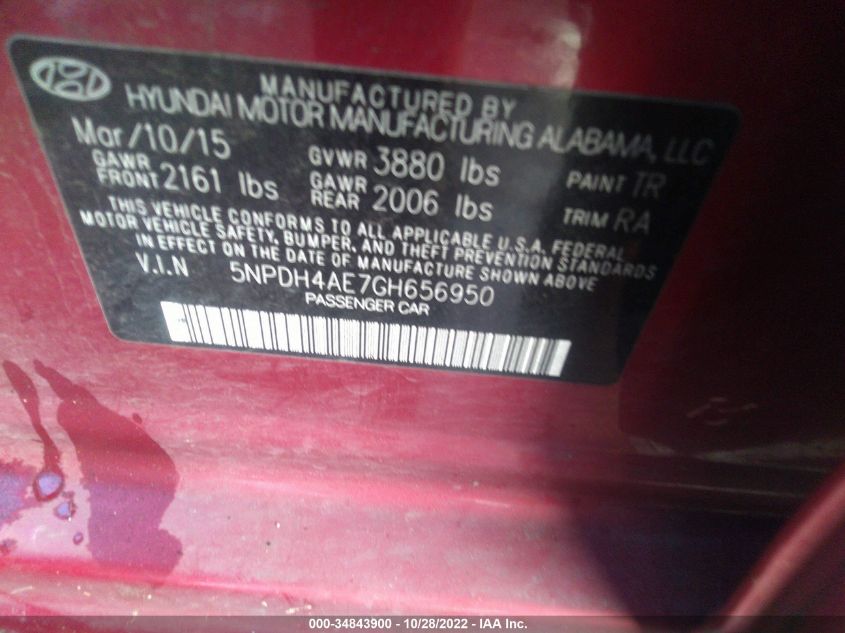 MANUFACTURED BY
HYUNDAI MOTOR MANUFACTURING ALABAMA, LLC
Mar/10/15 GVWR 3880 lbs PAINT TR
GAWR FRONT 2161 lbs GAWR REAR 2006 lbs TRIM RA
THIS VEHICLE CONFORMS TO ALL APPLICABLE U.S.A. FEDERAL
MOTOR VEHICLE SAFETY, BUMPER, AND THEFT PREVENTION STANDARDS
IN EFFECT ON THE DATE OF MANUFACTURE SHOWN ABOVE
V.I.N 5NPDH4AE7GH656950
PASSENGER CAR
000-34843900 - 10/28/2022 - IAA Inc.